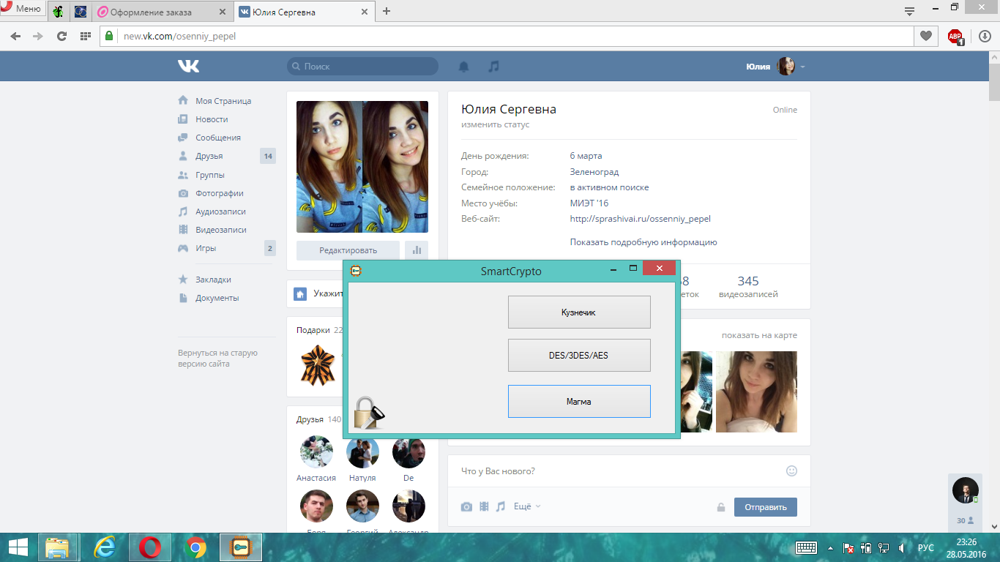 Меню
Оформление заказа
Юлия Сергевна
new.vk.com/osenniy_pepel
ABP
1
Поиск
Юлия
Моя Страница
Новости
Сообщения
Друзья 14
Группы
Фотографии
Аудиозаписи
Видеозаписи
Игры 2
Закладки
Документы
Вернуться на старую
версию сайта
Редактировать
Юлия Сергевна
Online
изменить статус
День рождения: 6 марта
Город: Зеленоград
Семейное положение: в активном поиске
Место учёбы: МИЭТ '16
Веб-сайт: http://sprashivai.ru/ossenniy_pepel
Показать подробную информацию
345
видеозаписей
показать на карте
Подарки 22
Друзья 140
Анастасия
Натуля
De
Боря
Георгий
Александр
SmartCrypto
Кузнечик
DES/3DES/AES
Магма
Что у Вас нового?
Ещё
Отправить
30
РУС
23:26
28.05.2016